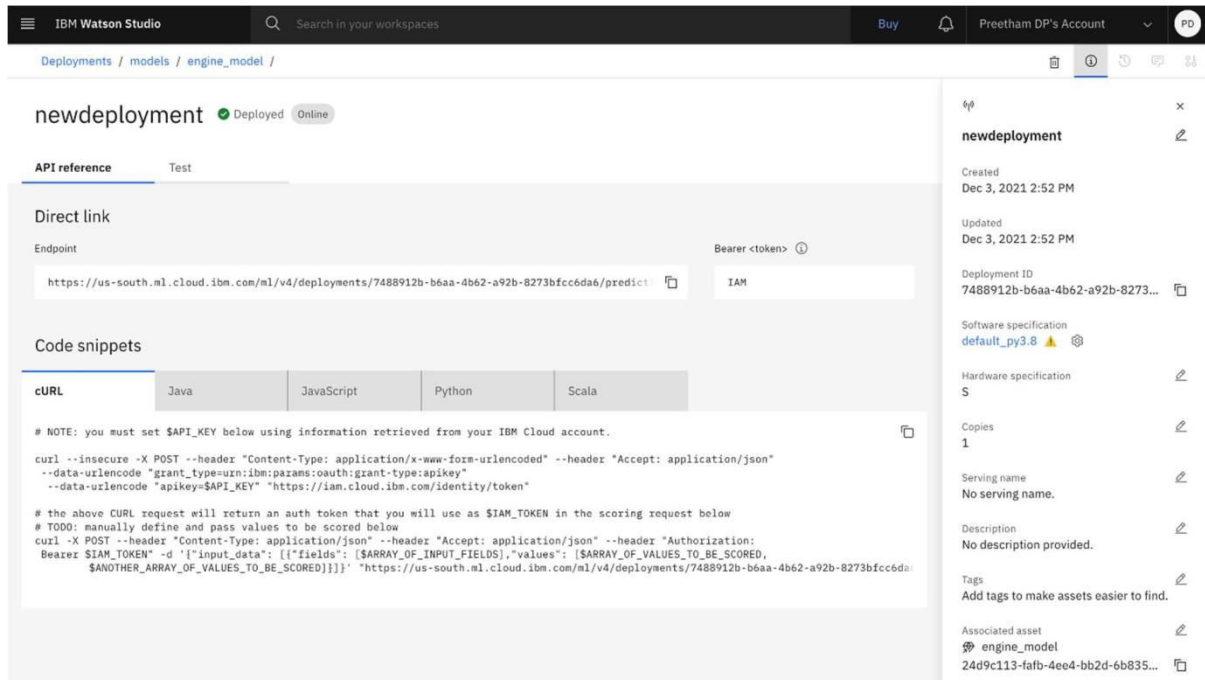 IBM Watson Studio
Search in your workspaces
Buy
Preetham DP's Account
PD
Deployments / models / engine_model /
newdeployment
Deployed
Online
API reference
Test
Direct link
Endpoint
Bearer <token>
https://us-south.ml.cloud.ibm.com/ml/v4/deployments/7488912b-b6aa-4b62-a92b-8273bfcc6da6/predict
IAM
Code snippets
cURL
Java
JavaScript
Python
Scala
# NOTE: you must set $API_KEY below using information retrieved from your IBM Cloud account.
curl --insecure -X POST --header "Content-Type: application/x-www-form-urlencoded" --header "Accept: application/json"
--data-urlencode "grant_type=urn:ibm:params:oauth:grant-type:apikey"
--data-urlencode "apikey=$API_KEY" "https://iam.cloud.ibm.com/identity/token"
# the above CURL request will return an auth token that you will use as $IAM_TOKEN in the scoring request below
# TODO: manually define and pass values to be scored below
curl -X POST --header "Content-Type: application/json" --header "Accept: application/json" --header "Authorization:
Bearer $IAM_TOKEN" -d '{"input_data": [{"fields": [$ARRAY_OF_INPUT_FIELDS],"values": [$ARRAY_OF_VALUES_TO_BE_SCORED,
$ANOTHER_ARRAY_OF_VALUES_TO_BE_SCORED]}]}' "https://us-south.ml.cloud.ibm.com/ml/v4/deployments/7488912b-b6aa-4b62-a92b-8273bfcc6da
newdeployment
Created
Dec 3, 2021 2:52 PM
Updated
Dec 3, 2021 2:52 PM
Deployment ID
7488912b-b6aa-4b62-a92b-8273...
Software specification
default_py3.8
Hardware specification
S
Copies
1
Serving name
No serving name.
Description
No description provided.
Tags
Add tags to make assets easier to find.
Associated asset
engine_model
24d9c113-fafb-4ee4-bb2d-6b835...